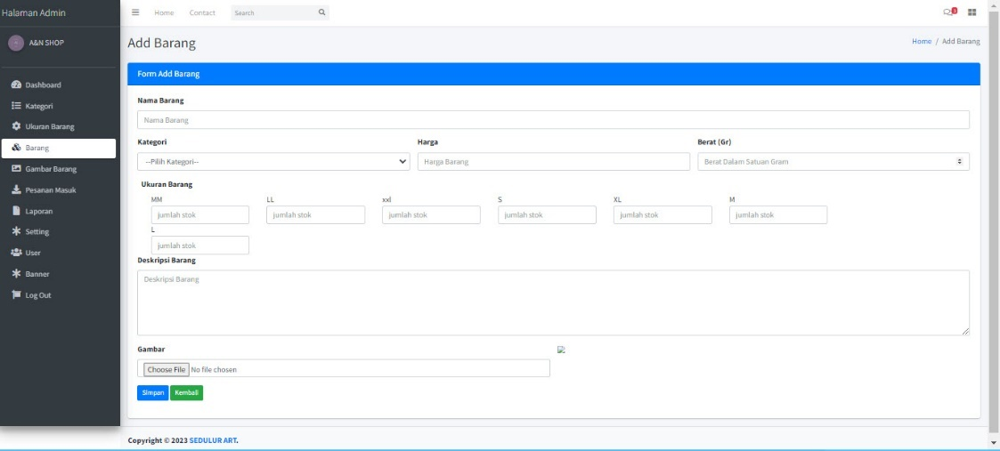 Halaman Admin
Home Contact Search
3
A&N SHOP
Add Barang
Home / Add Barang
Form Add Barang
Dashboard
Kategori
Ukuran Barang
Barang
Gambar Barang
Pesanan Masuk
Laporan
Setting
User
Banner
Log Out
Nama Barang
Nama Barang
Kategori Harga Berat (Gr)
--Pilih Kategori-- Harga Barang Berat Dalam Satuan Gram
Ukuran Barang
MM LL xxl S XL M
jumlah stok jumlah stok jumlah stok jumlah stok jumlah stok jumlah stok
L
jumlah stok
Deskripsi Barang
Deskripsi Barang
Gambar
Choose File No file chosen
Simpan Kembali
Copyright © 2023 SEDULUR ART.